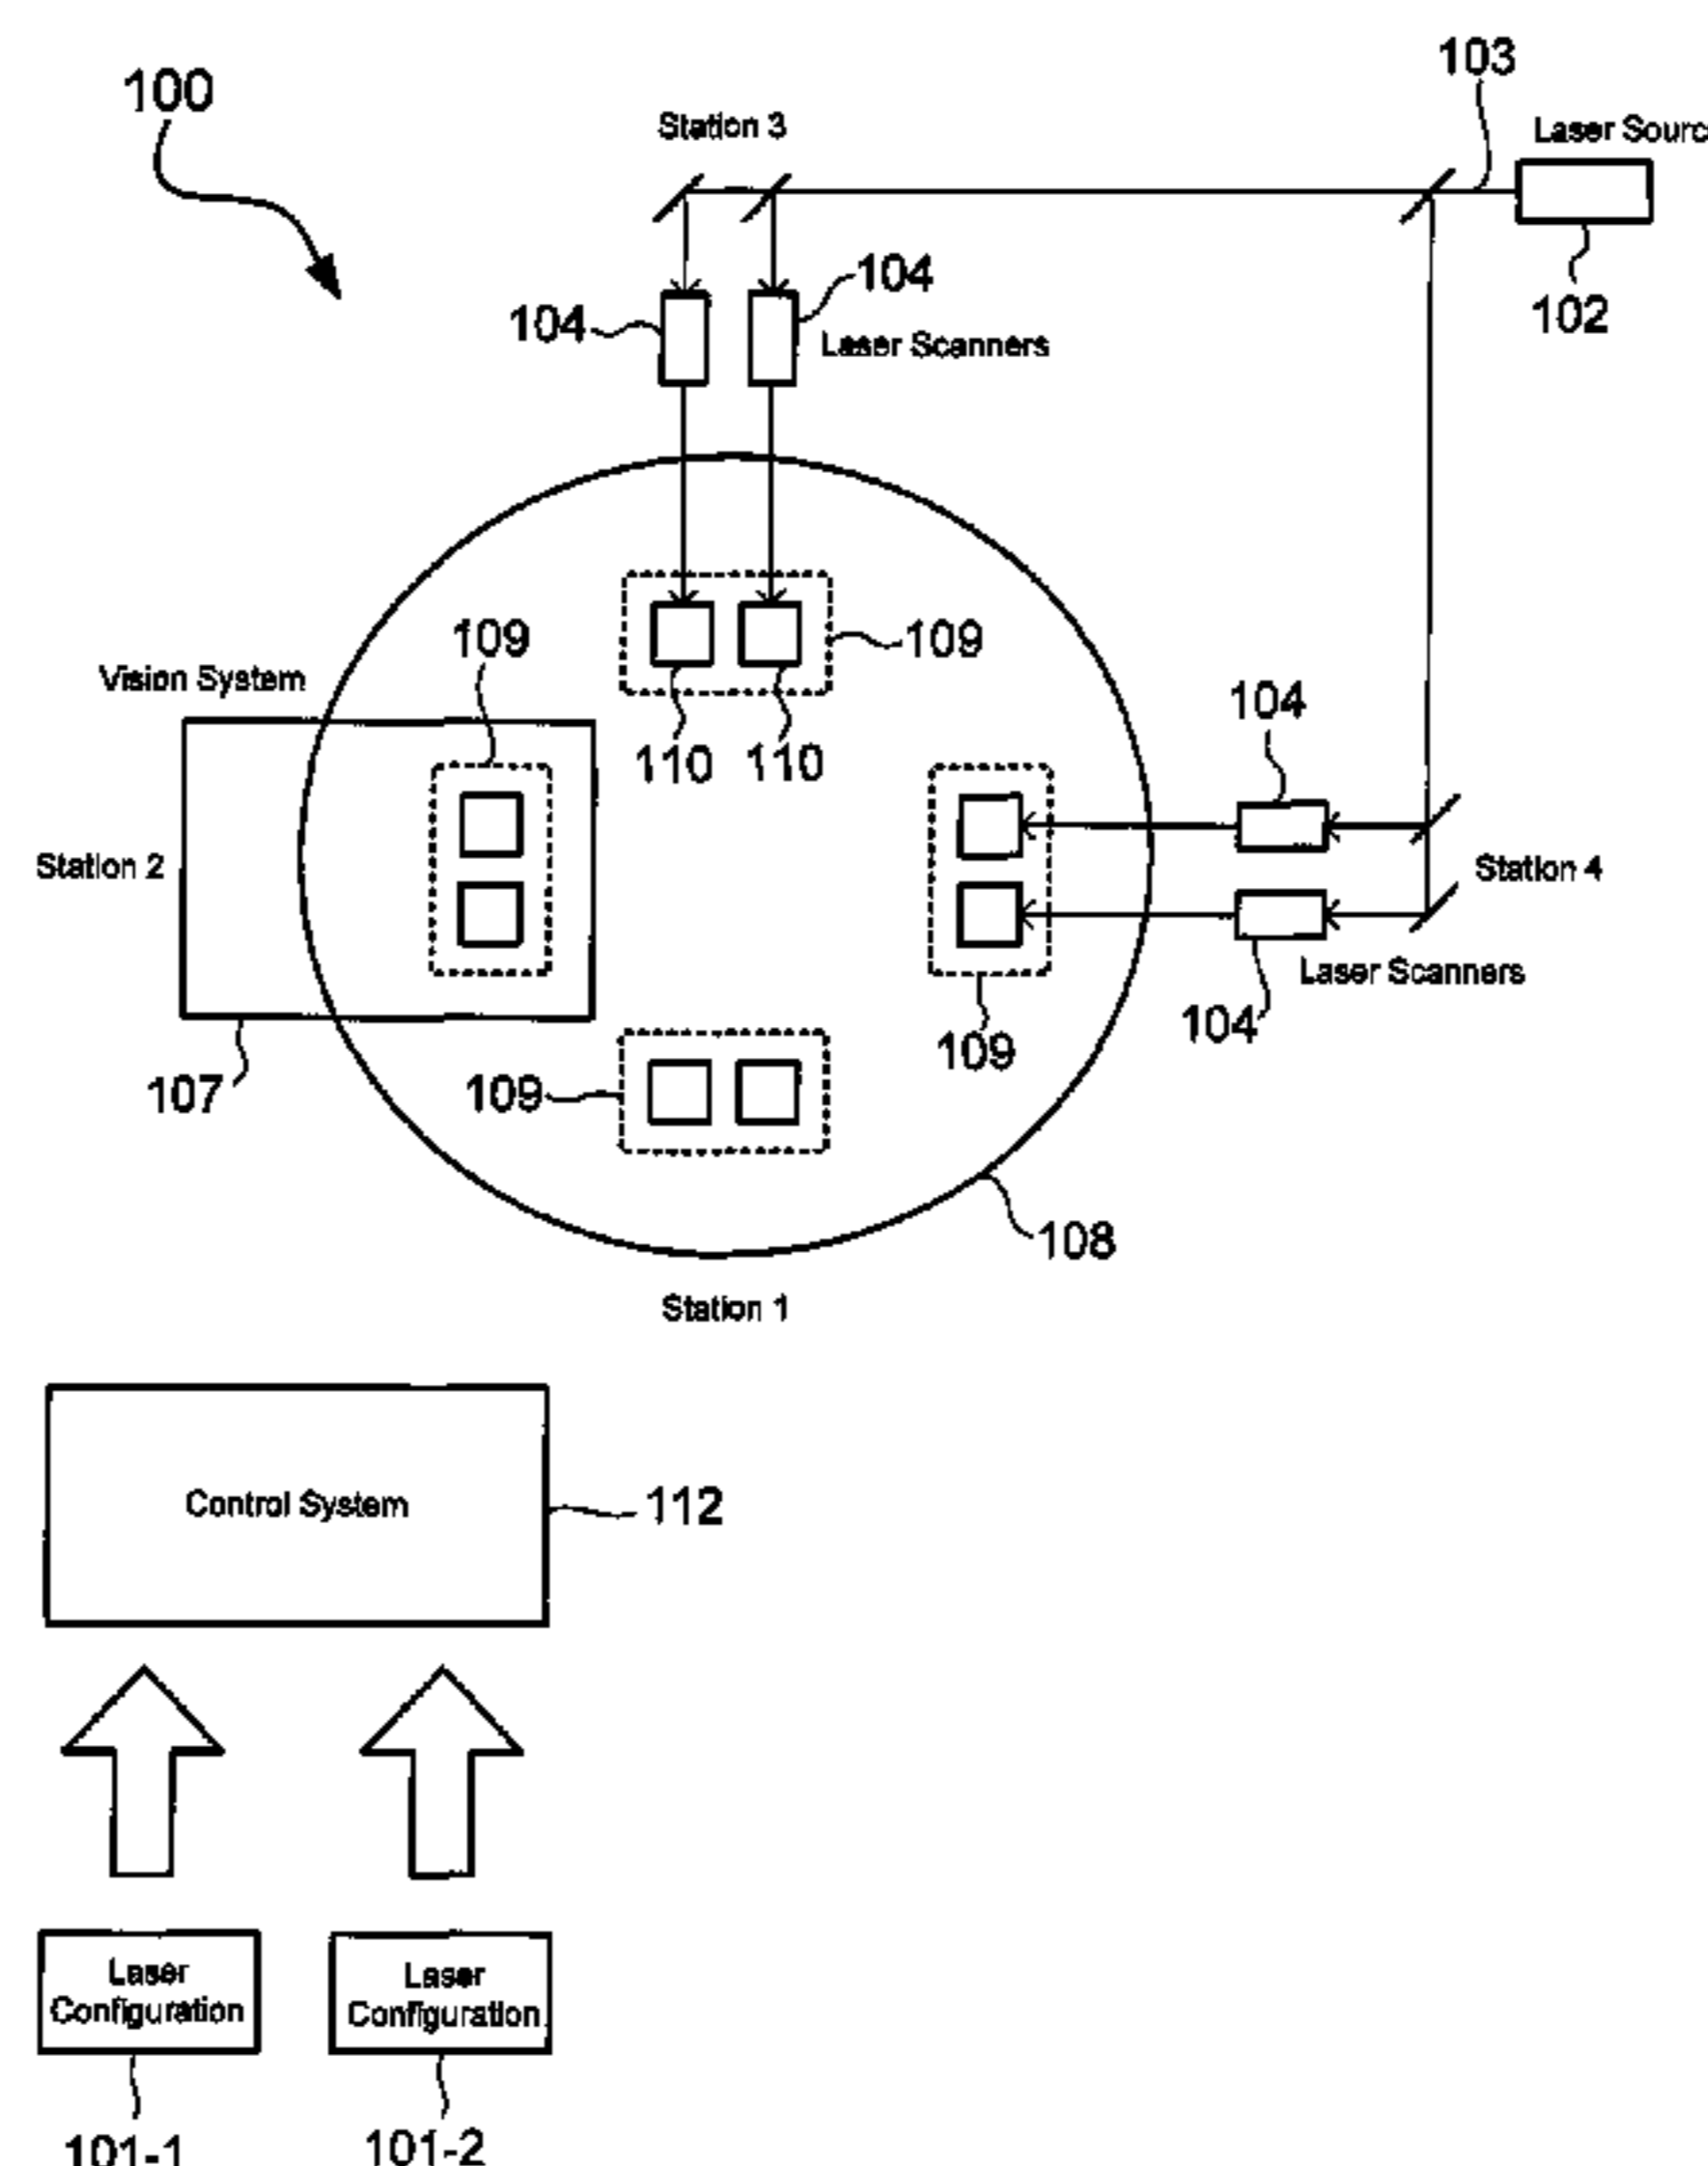 103
100
Station 3
Laser Sourc
104
104
102
Laser Scanners
109
109
Vision System
104
110 110
Station 2
Station 4
Laser Scanners
104
109
107
109
108
Station 1
Control System
112
Laser
Configuration
Laser
Configuration
101-1
101-2